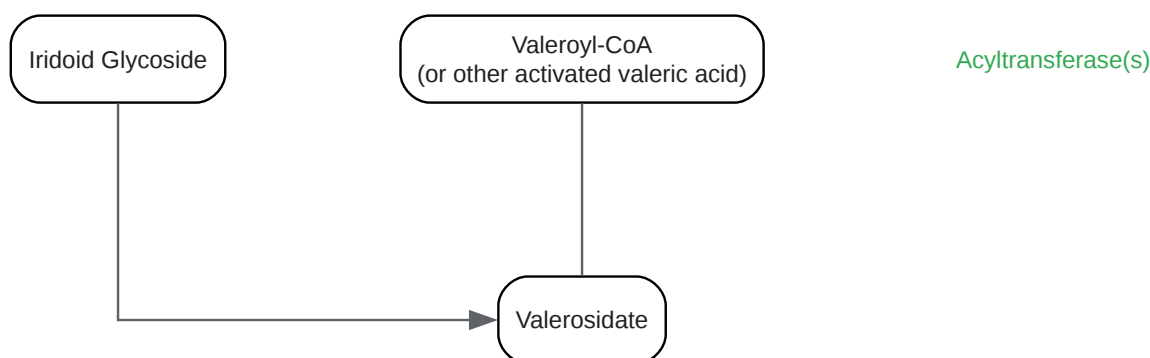 Iridoid Glycoside
Valeroyl-CoA
(or other activated valeric acid)
Acyltransferase(s)
Valerosidate